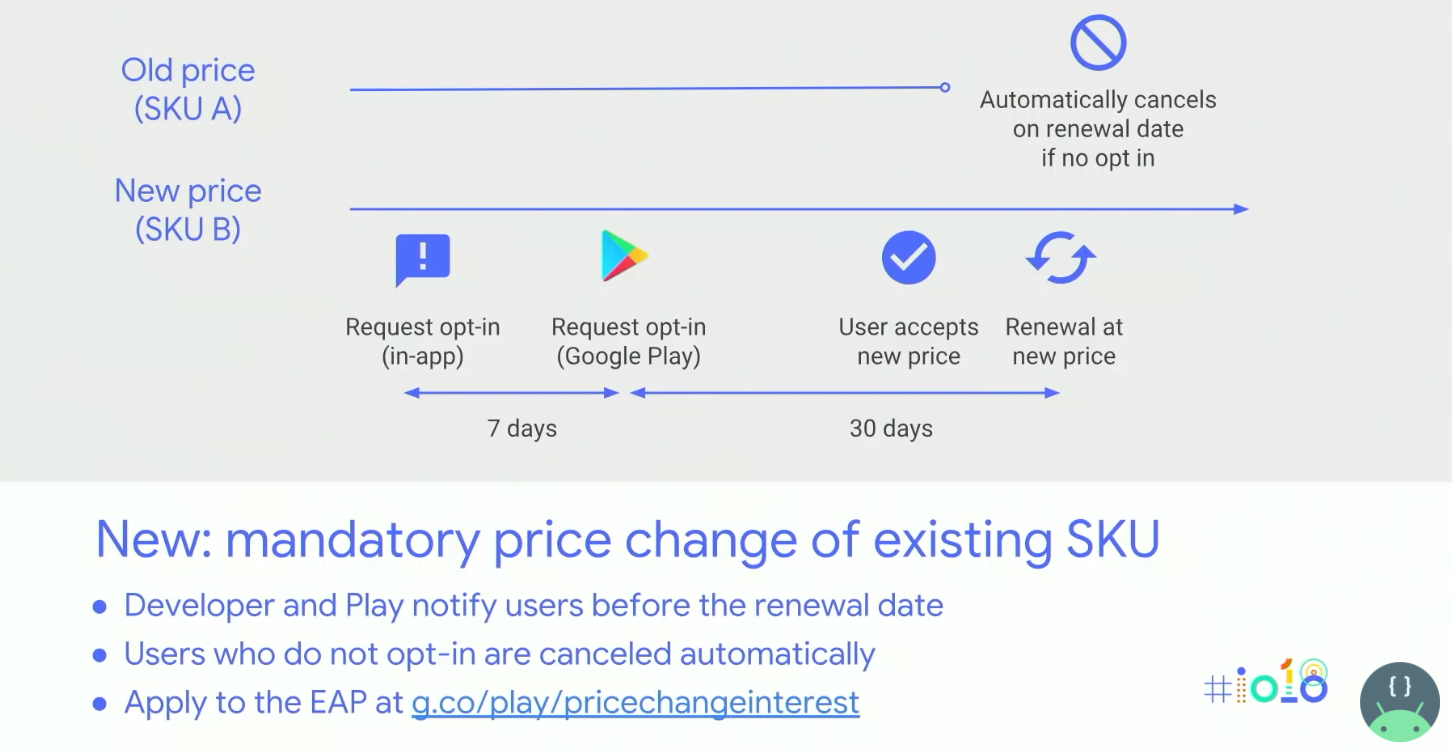 Old price
(SKU A)
Automatically cancels
on renewal date
if no opt in
New price
(SKU B)
!
Request opt-in
(in-app)
Request opt-in
(Google Play)
User accepts
new price
Renewal at
new price
7 days
30 days
New: mandatory price change of existing SKU
● Developer and Play notify users before the renewal date
● Users who do not opt-in are canceled automatically
● Apply to the EAP at g.co/play/pricechangeinterest
#io18
{ }